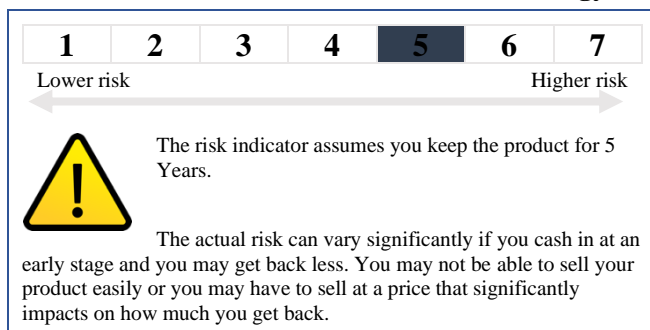 1 2 3 4 5 6 7
Lower risk Higher risk
The risk indicator assumes you keep the product for 5
Years.
The actual risk can vary significantly if you cash in at an
early stage and you may get back less. You may not be able to sell your
product easily or you may have to sell at a price that significantly
impacts on how much you get back.